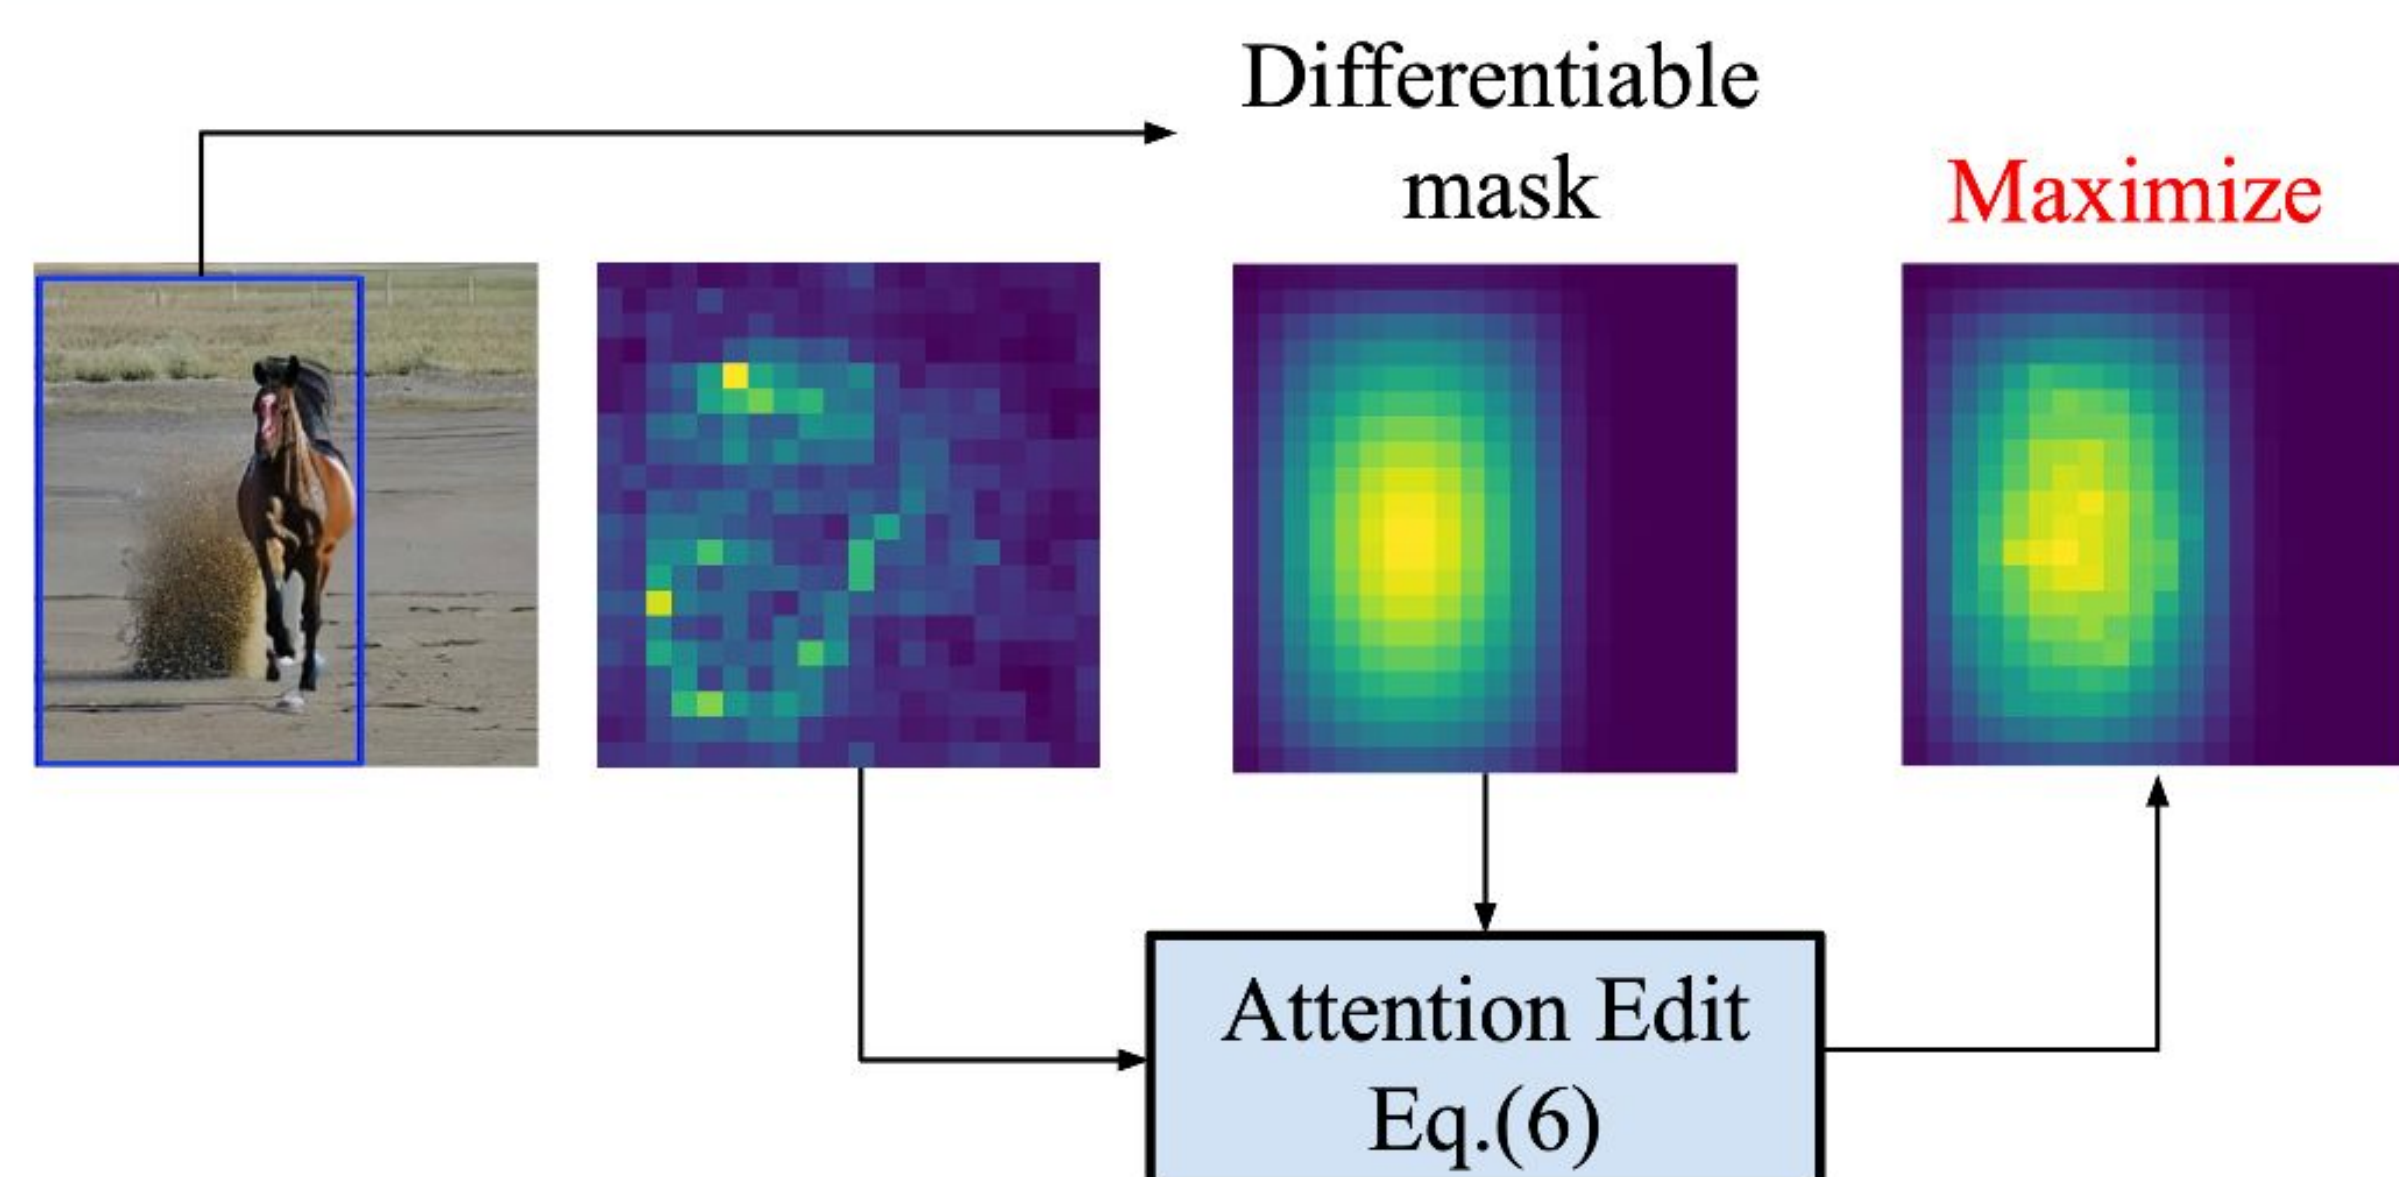 Differentiable
mask
Maximize
Attention Edit
Eq.(6)